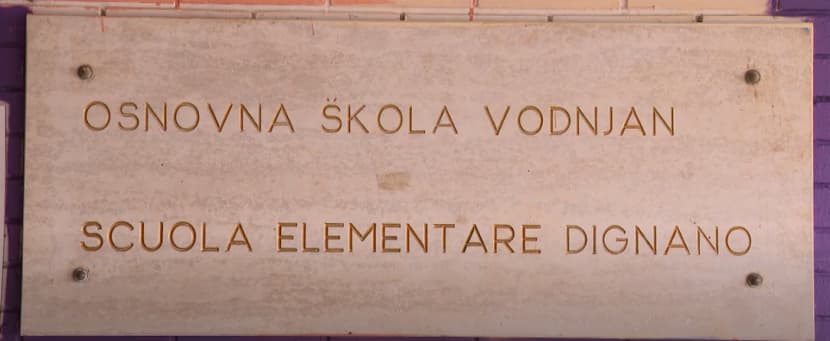 OSNOVNA ŠKOLA VODNJAN
SCUOLA ELEMENTARE DIGNANO